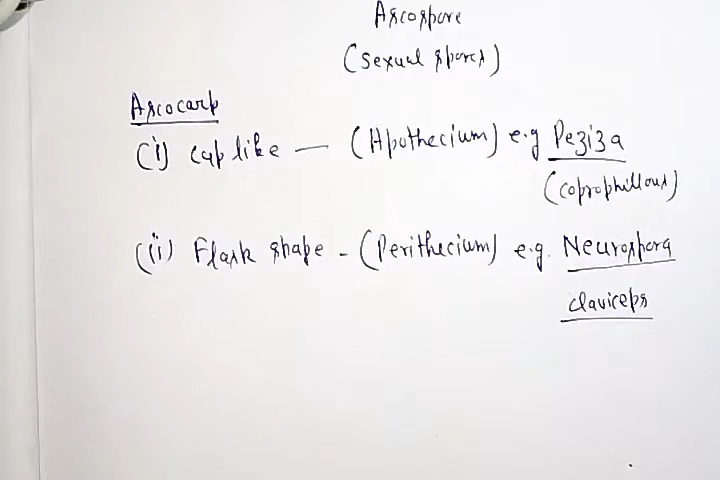 Ascospore
(sexual spores)
Ascocarp
(i) Cup like — (Apothecium) e.g Peziza
(coprophillous)
(ii) Flask shape - (Perithecium) e.g. Neurospora
claviceps